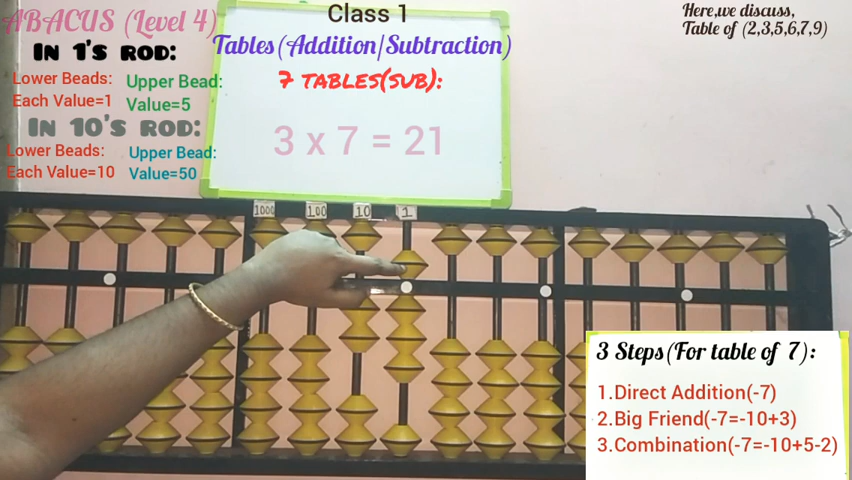 ABACUS (Level 4)
IN 1'S ROD:
Lower Beads:
Each Value=1
Upper Bead:
Value=5
IN 10'S ROD:
Lower Beads:
Each Value=10
Upper Bead:
Value=50
Class 1
Tables(Addition/Subtraction)
7 TABLES(SUB):
3 x 7 = 21
Here,we discuss,
Table of (2,3,5,6,7,9)
1000 100 10 1
3 Steps(For table of 7):
1.Direct Addition(-7)
2.Big Friend(-7=-10+3)
3.Combination(-7=-10+5-2)